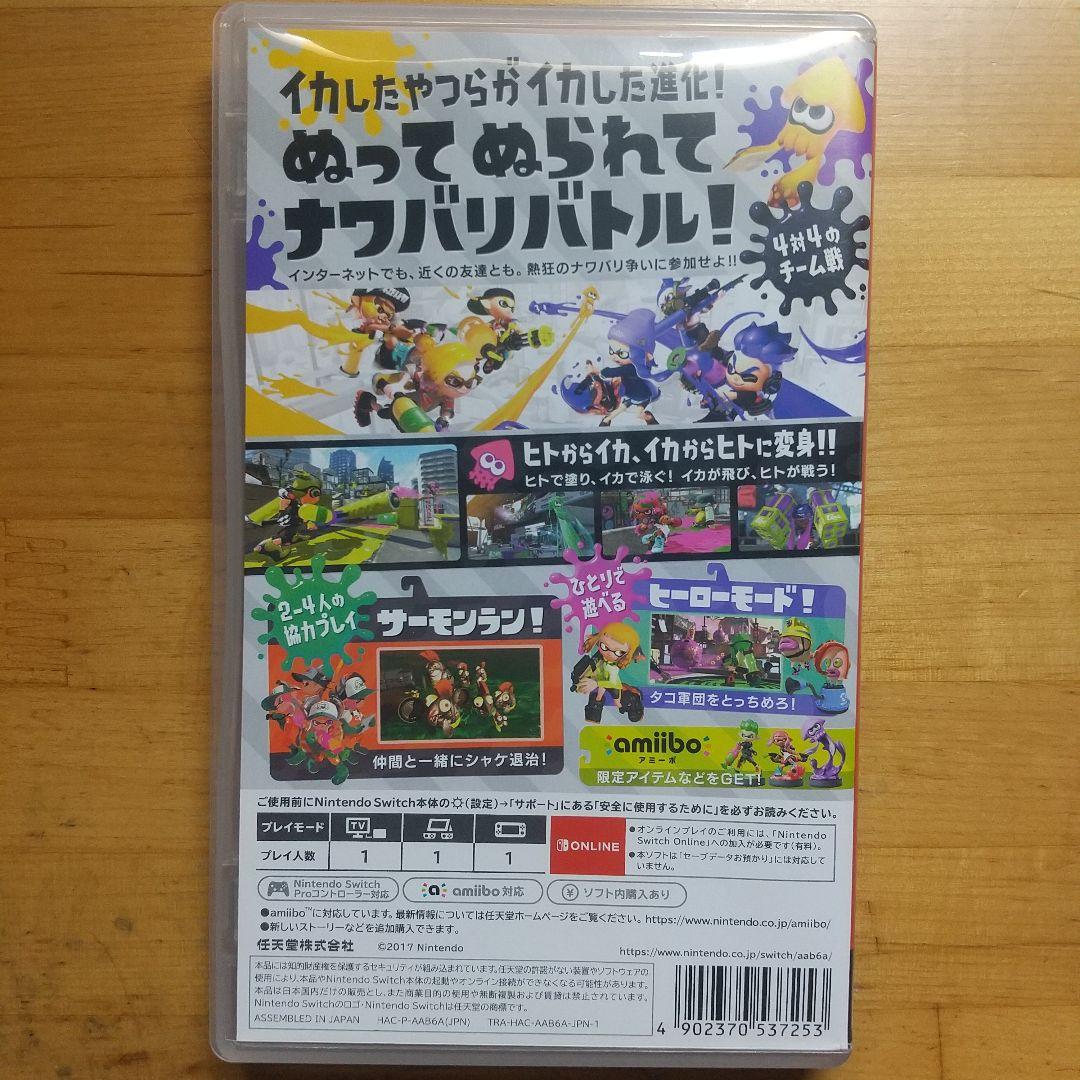 イカしたやつらがイカした進化!
ぬって ぬられて
ナワバリバトル!
インターネットでも、近くの友達とも。熱狂のナワバリ争いに参加せよ!!
4対4の
チーム戦
ヒトからイカ、イカからヒトに変身!!
ヒトで塗り、イカで泳ぐ! イカが飛び、ヒトが戦う!
2-4人の
協力プレイ
サーモンラン!
仲間と一緒にシャケ退治!
ひとりで
遊べる
ヒーローモード!
タコ軍団をとっちめろ!
amiibo
アミーボ
限定アイテムなどをGET!
ご使用前にNintendo Switch本体の(設定)→「サポート」にある「安全に使用するために」を必ずお読みください。
プレイモード TV
プレイ人数 1 1 1
ONLINE
●オンラインプレイのご利用には、「Nintendo
Switch Online」への加入が必要です(有料)。
●本ソフトは「セーブデータお預かり」には対応して
いません。
Nintendo Switch
Proコントローラー対応
amiibo 対応
ソフト内購入あり
●amiibo™に対応しています。最新情報については任天堂ホームページをご覧ください。https://www.nintendo.co.jp/amiibo/
●新しいストーリーなどを追加購入できます。
任天堂株式会社 ©2017 Nintendo
https://www.nintendo.co.jp/switch/aab6a/
本品には知的財産権を保護するセキュリティが組み込まれています。任天堂の許諾がない装置やソフトウェアの
使用により、本品やNintendo Switch本体の起動やオンライン接続ができなくなる可能性があります。
本品は日本国内だけの販売とし、また商業目的の使用や無断複製および賃貸は禁止されています。
Nintendo Switchのロゴ・Nintendo Switchは任天堂の商標です。
ASSEMBLED IN JAPAN HAC-P-AAB6A(JPN) TRA-HAC-AAB6A-JPN-1
4 902370 537253